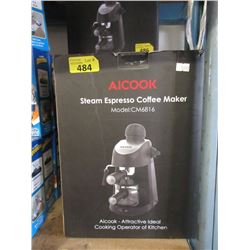 484
AICOOK
Steam Espresso Coffee Maker
Model:CM6816
Aicook - Attractive Ideal
Cooking Operator of Kitchen